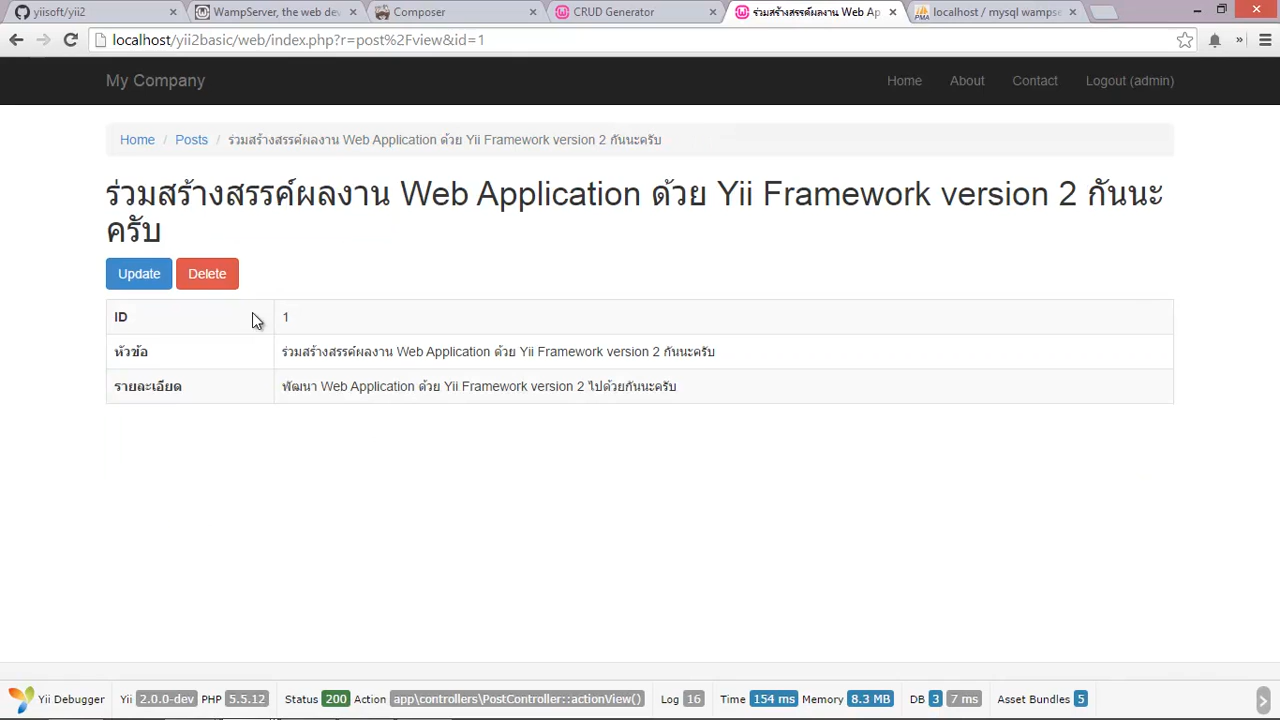 yiisoft/yii2
WampServer, the web dev
Composer
CRUD Generator
ร่วมสร้างสรรค์ผลงาน Web Ap
localhost / mysql wampse
localhost/yii2basic/web/index.php?r=post%2Fview&id=1
My Company
Home
About
Contact
Logout (admin)
Home / Posts / ร่วมสร้างสรรค์ผลงาน Web Application ด้วย Yii Framework version 2 กันนะครับ
ร่วมสร้างสรรค์ผลงาน Web Application ด้วย Yii Framework version 2 กันนะ
ครับ
Update
Delete
ID
1
หัวข้อ
ร่วมสร้างสรรค์ผลงาน Web Application ด้วย Yii Framework version 2 กันนะครับ
รายละเอียด
พัฒนา Web Application ด้วย Yii Framework version 2 ไปด้วยกันนะครับ
Yii Debugger
Yii 2.0.0-dev PHP 5.5.12
Status 200 Action app\controllers\PostController::actionView()
Log 16
Time 154 ms Memory 8.3 MB
DB 3 7 ms
Asset Bundles 5